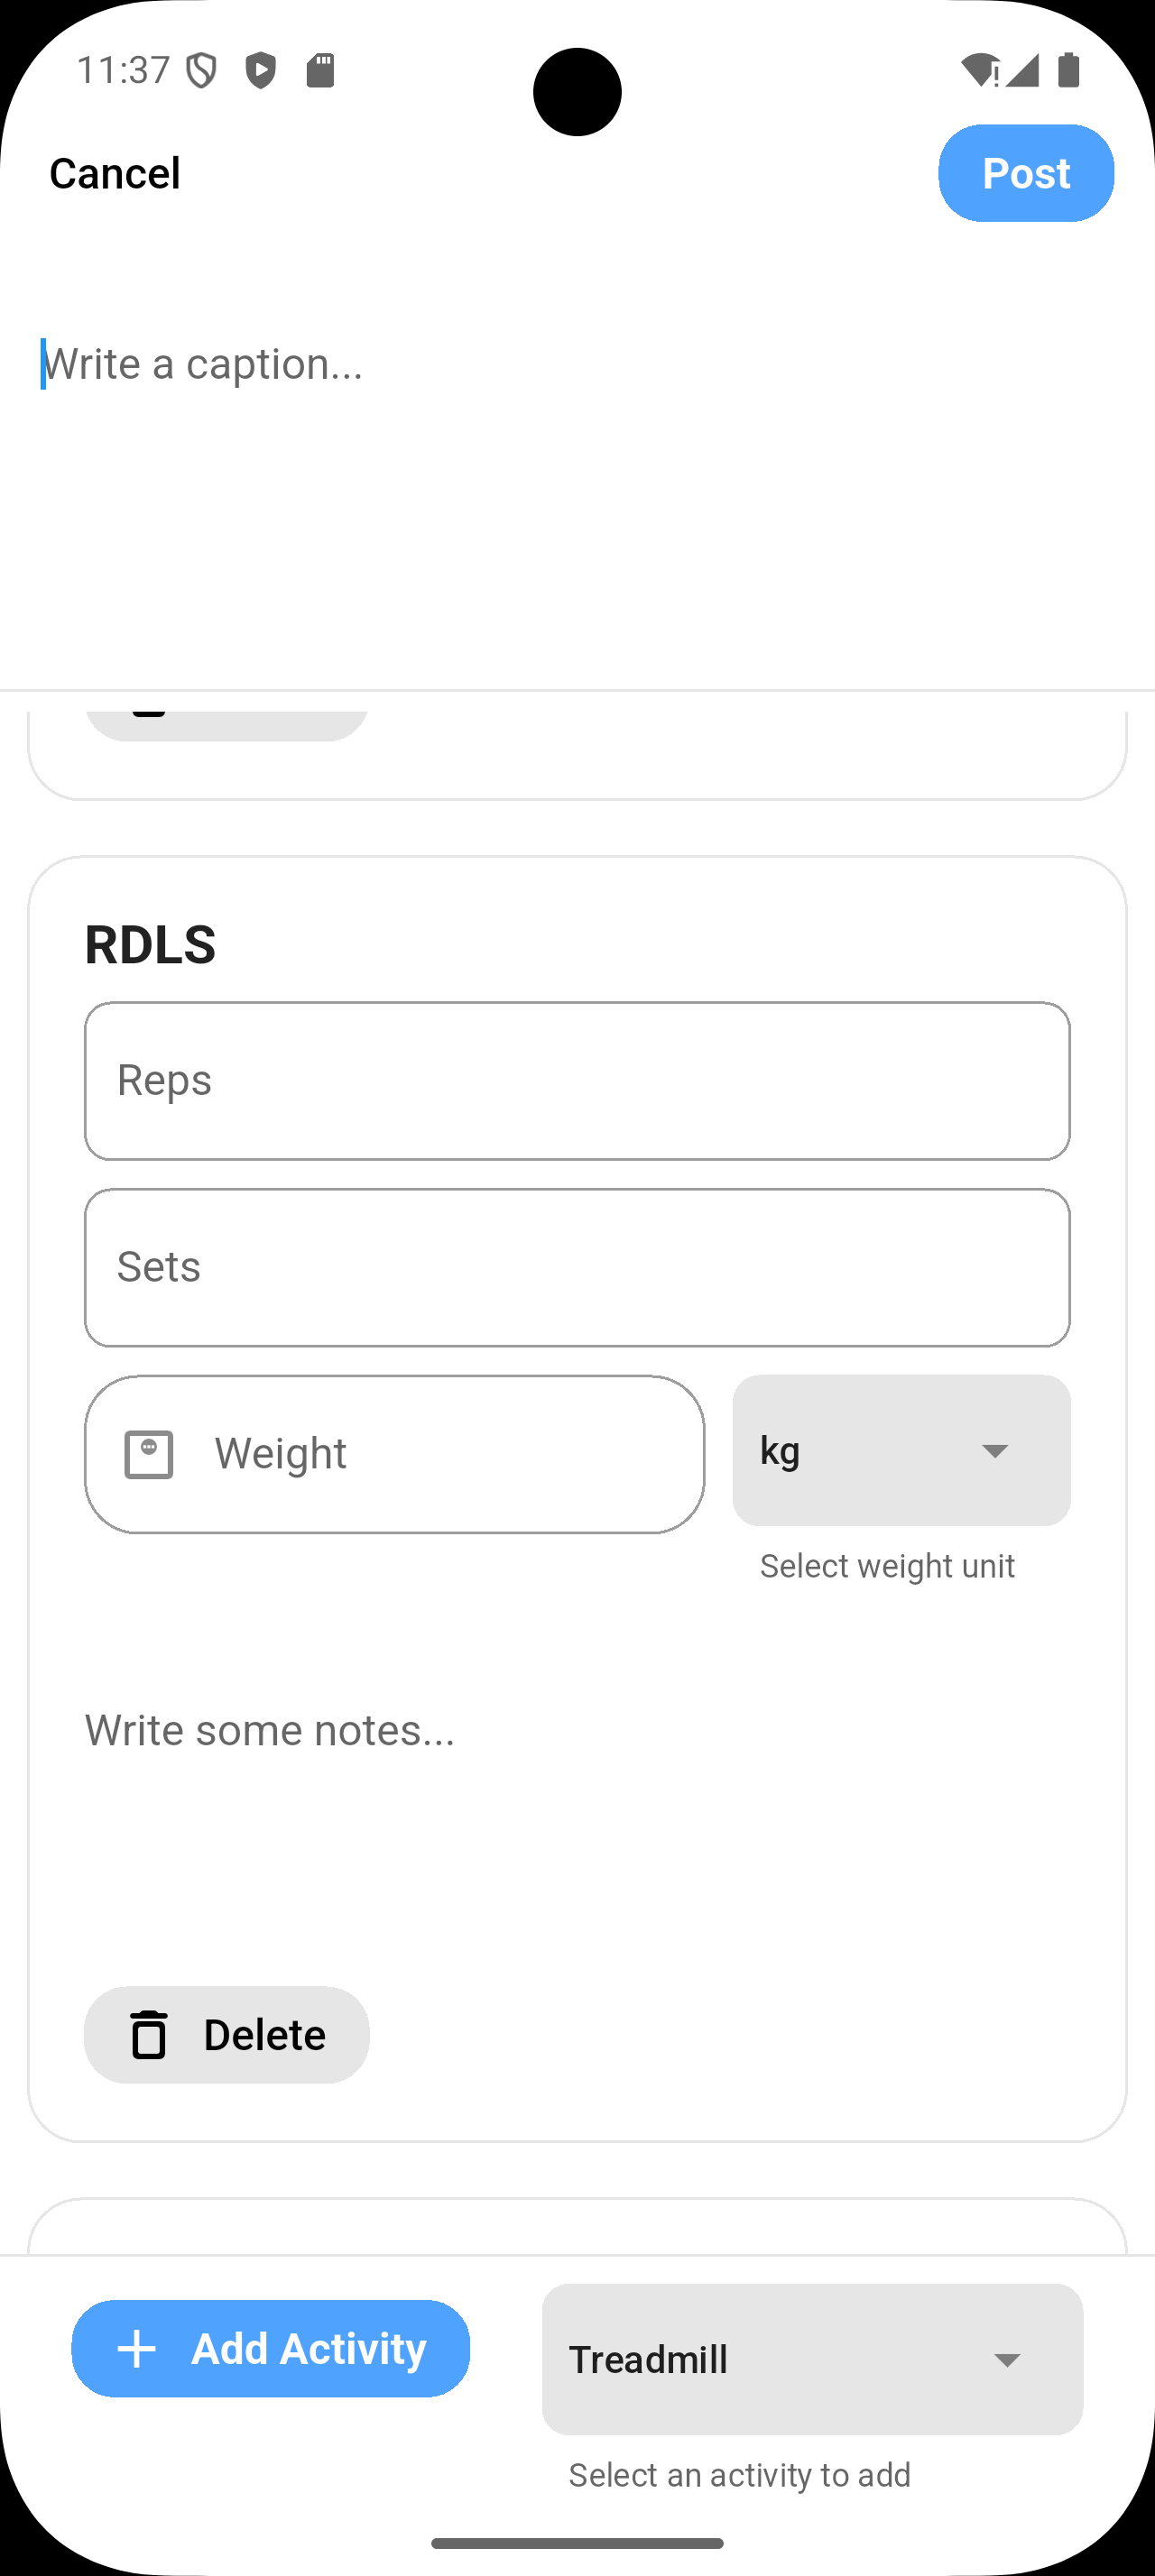 11:37
Cancel
Post
Write a caption...
RDLS
Reps
Sets
Weight
kg
Select weight unit
Write some notes...
Delete
Add Activity
Treadmill
Select an activity to add